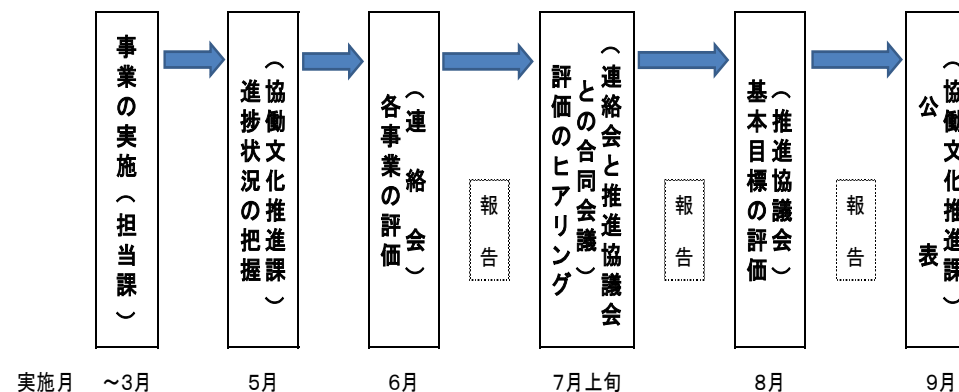 事業の実施（担当課）
（協働文化推進課）
進捗状況の把握
（連絡会）
各事業の評価
報告
（連絡会と推進協議会
との合同会議）
評価のヒアリング
報告
（推進協議会）
基本目標の評価
報告
（協働文化推進課）
公表
実施月 ～3月 5月 6月 7月上旬 8月 9月